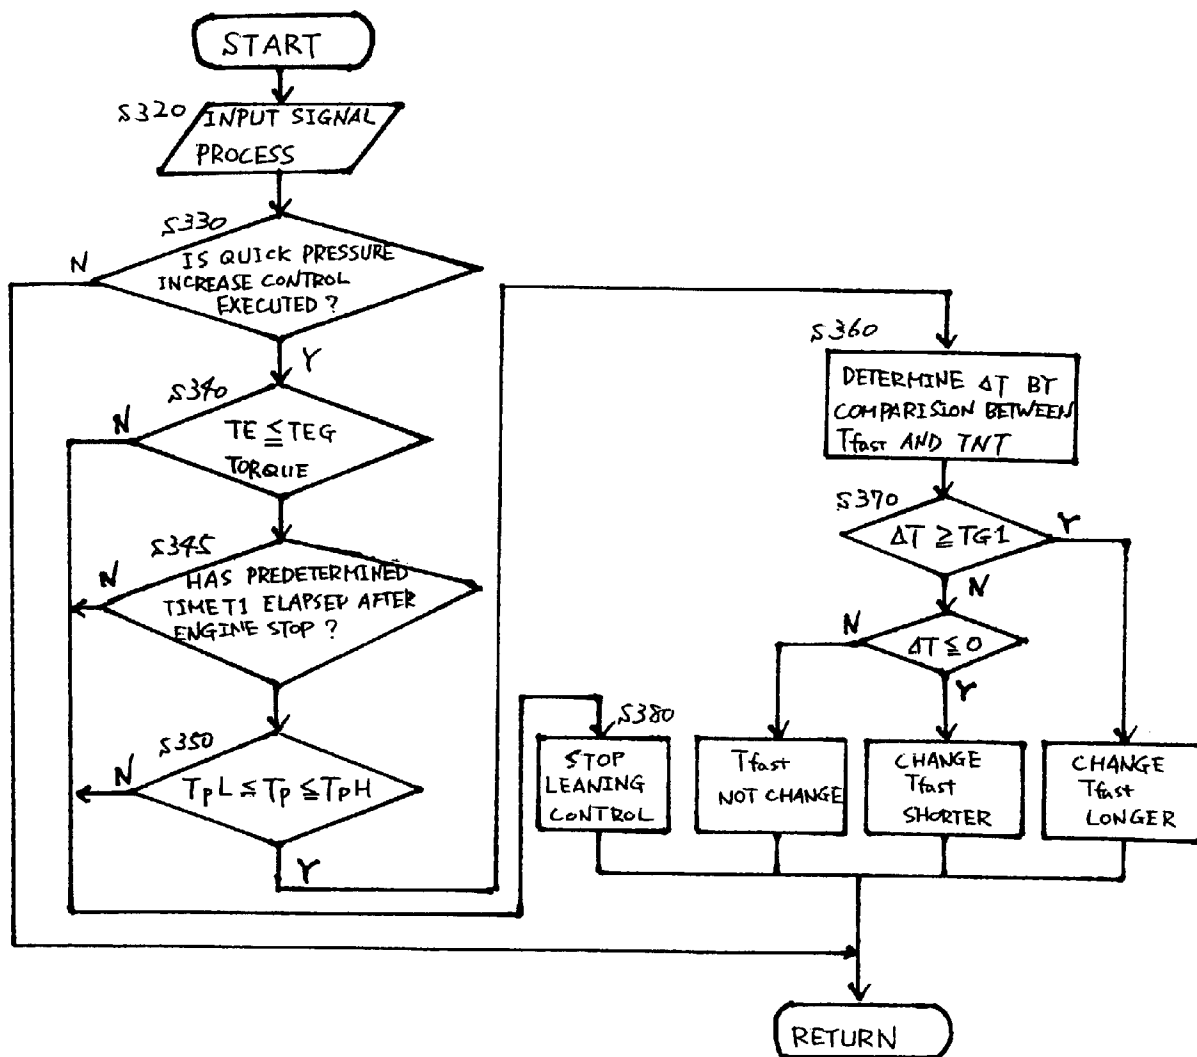 START
S320
INPUT SIGNAL
PROCESS
S330
IS QUICK PRESSURE
INCREASE CONTROL
EXECUTED ?
N
Y
S340
N
TE ≦ TEG
TORQUE
S345
N
HAS PREDETERMINED
TIME T1 ELAPSED AFTER
ENGINE STOP ?
S350
N
TpL ≦ Tp ≦ TpH
Y
S360
DETERMINE ΔT BY
COMPARISION BETWEEN
Tfast AND TNT
S370
ΔT ≧ TG1
Y
N
N
ΔT ≦ 0
Y
S380
STOP
LEANING
CONTROL
Tfast
NOT CHANGE
CHANGE
Tfast
SHORTER
CHANGE
Tfast
LONGER
RETURN